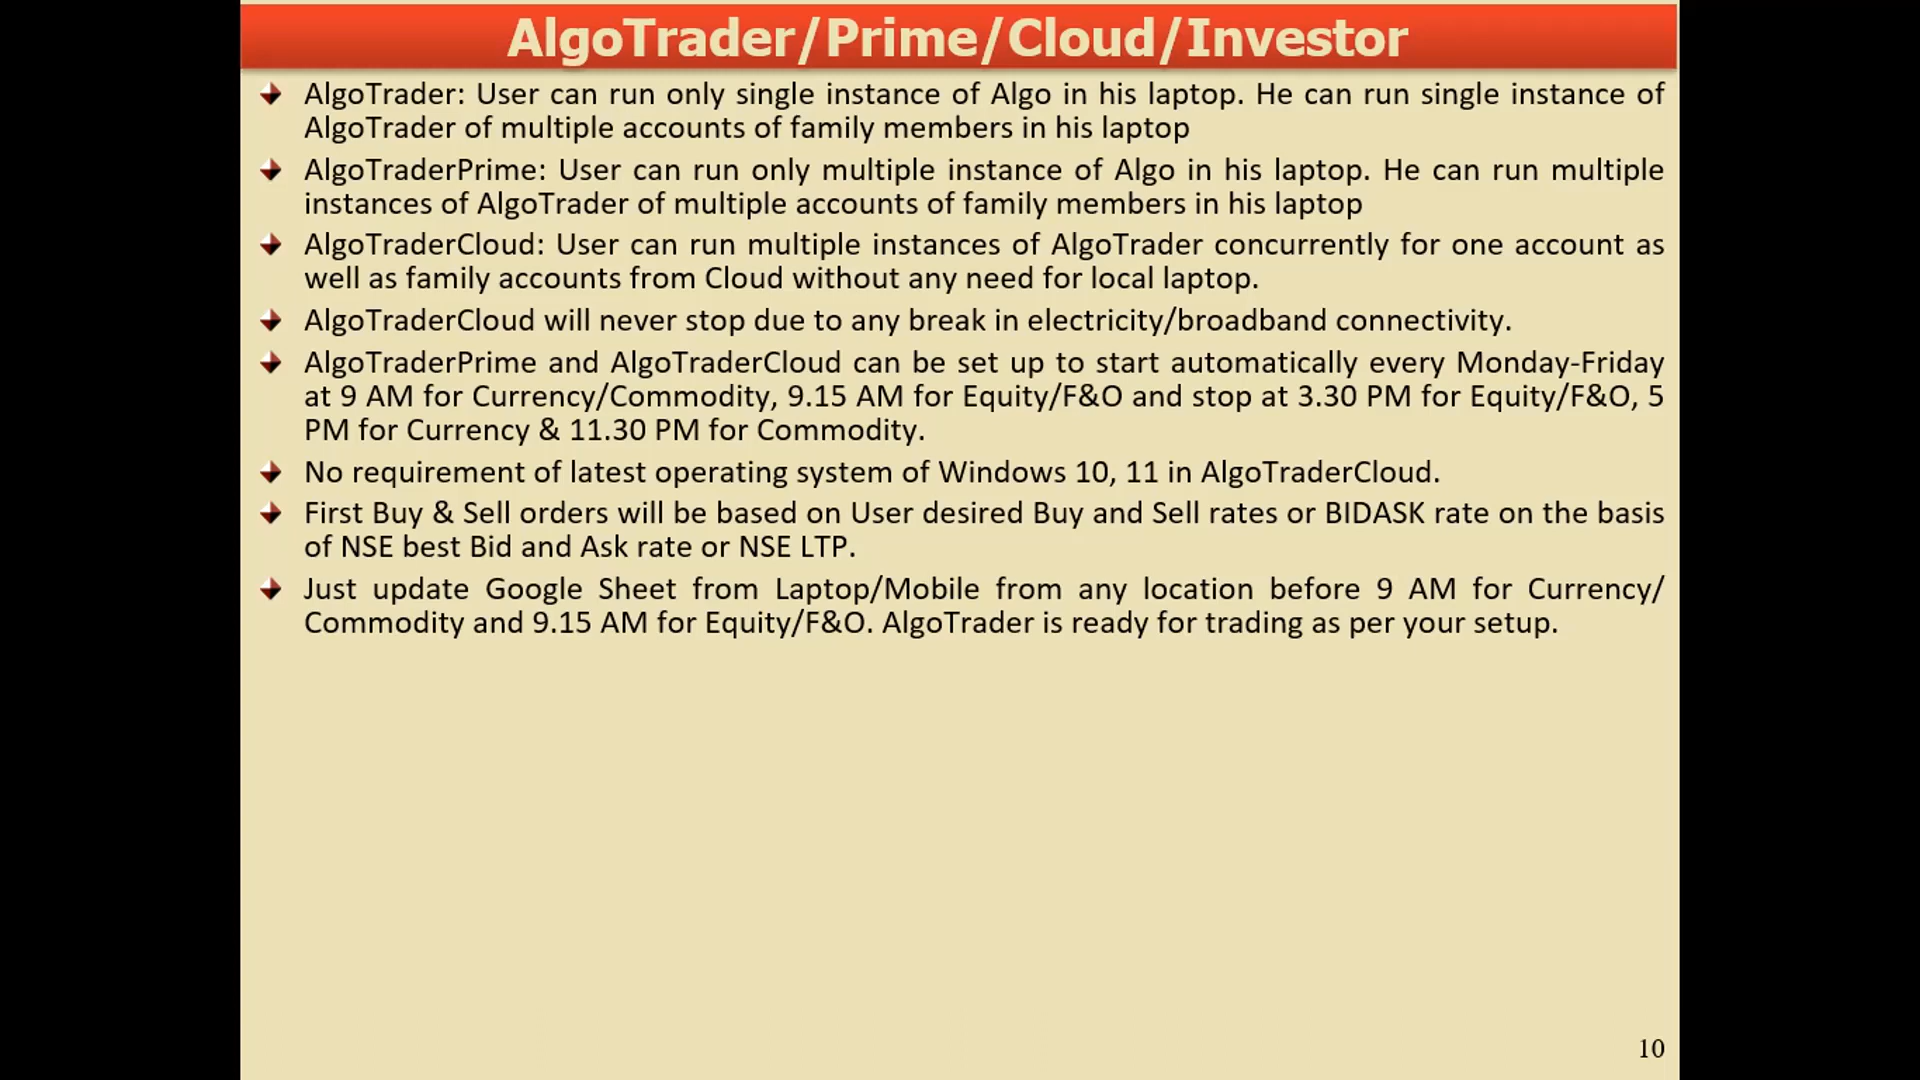 AlgoTrader/Prime/Cloud/Investor
AlgoTrader: User can run only single instance of Algo in his laptop. He can run single instance of
AlgoTrader of multiple accounts of family members in his laptop
AlgoTraderPrime: User can run only multiple instance of Algo in his laptop. He can run multiple
instances of AlgoTrader of multiple accounts of family members in his laptop
AlgoTraderCloud: User can run multiple instances of AlgoTrader concurrently for one account as
well as family accounts from Cloud without any need for local laptop.
AlgoTraderCloud will never stop due to any break in electricity/broadband connectivity.
AlgoTraderPrime and AlgoTraderCloud can be set up to start automatically every Monday-Friday
at 9 AM for Currency/Commodity, 9.15 AM for Equity/F&O and stop at 3.30 PM for Equity/F&O, 5
PM for Currency & 11.30 PM for Commodity.
No requirement of latest operating system of Windows 10, 11 in AlgoTraderCloud.
First Buy & Sell orders will be based on User desired Buy and Sell rates or BIDASK rate on the basis
of NSE best Bid and Ask rate or NSE LTP.
Just update Google Sheet from Laptop/Mobile from any location before 9 AM for Currency/
Commodity and 9.15 AM for Equity/F&O. AlgoTrader is ready for trading as per your setup.
10